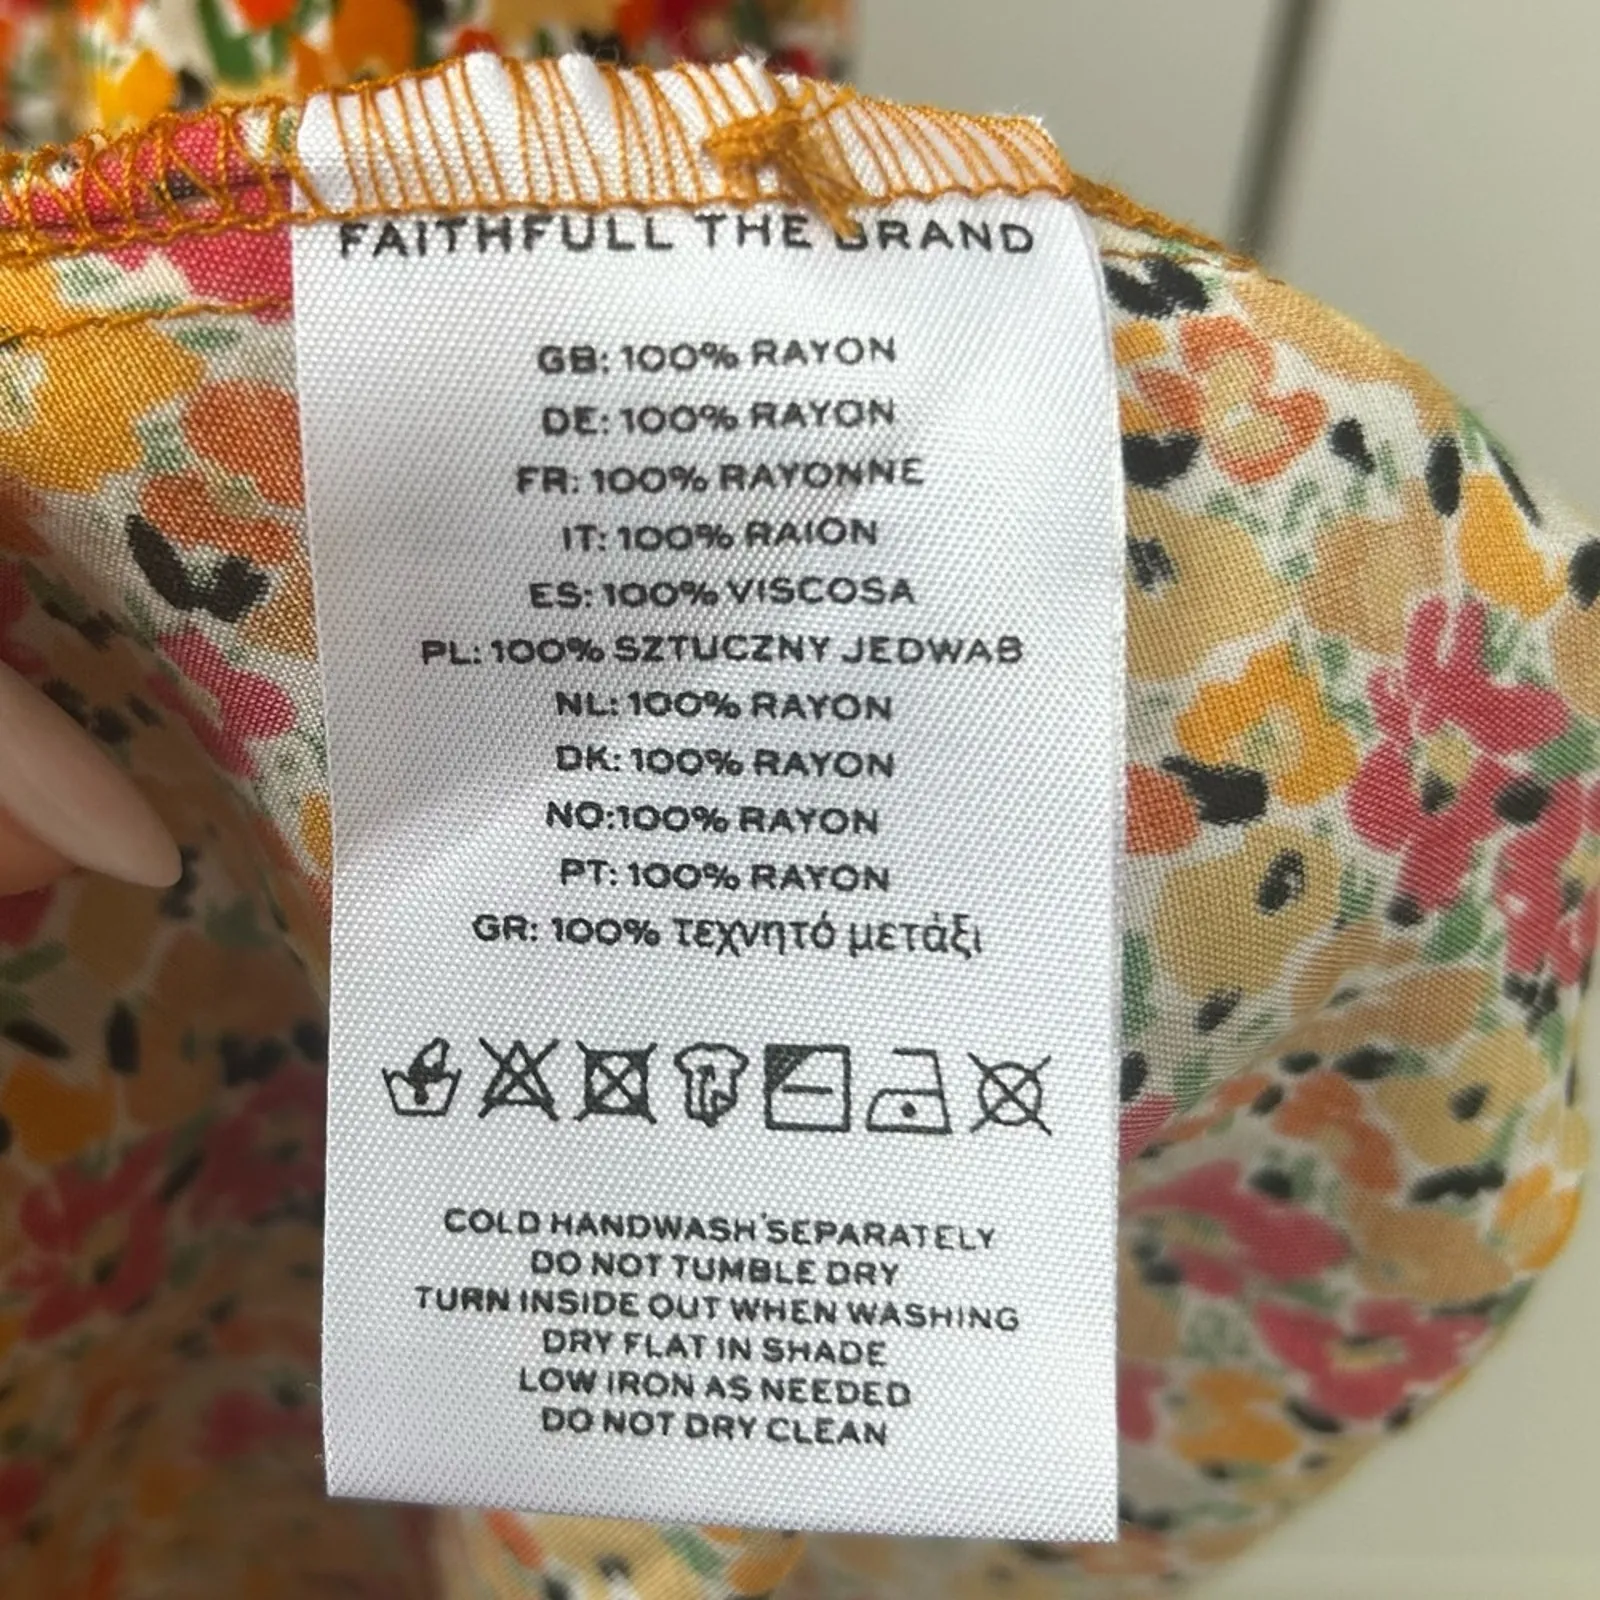 FAITHFULL THE BRAND
GB: 100% RAYON
DE: 100% RAYON
FR: 100% RAYONNE
IT: 100% RAION
ES: 100% VISCOSA
PL: 100% SZTUCZNY JEDWAB
NL: 100% RAYON
DK: 100% RAYON
NO:100% RAYON
PT: 100% RAYON
GR: 100% τεχνητό μετάξι
COLD HANDWASH SEPARATELY
DO NOT TUMBLE DRY
TURN INSIDE OUT WHEN WASHING
DRY FLAT IN SHADE
LOW IRON AS NEEDED
DO NOT DRY CLEAN